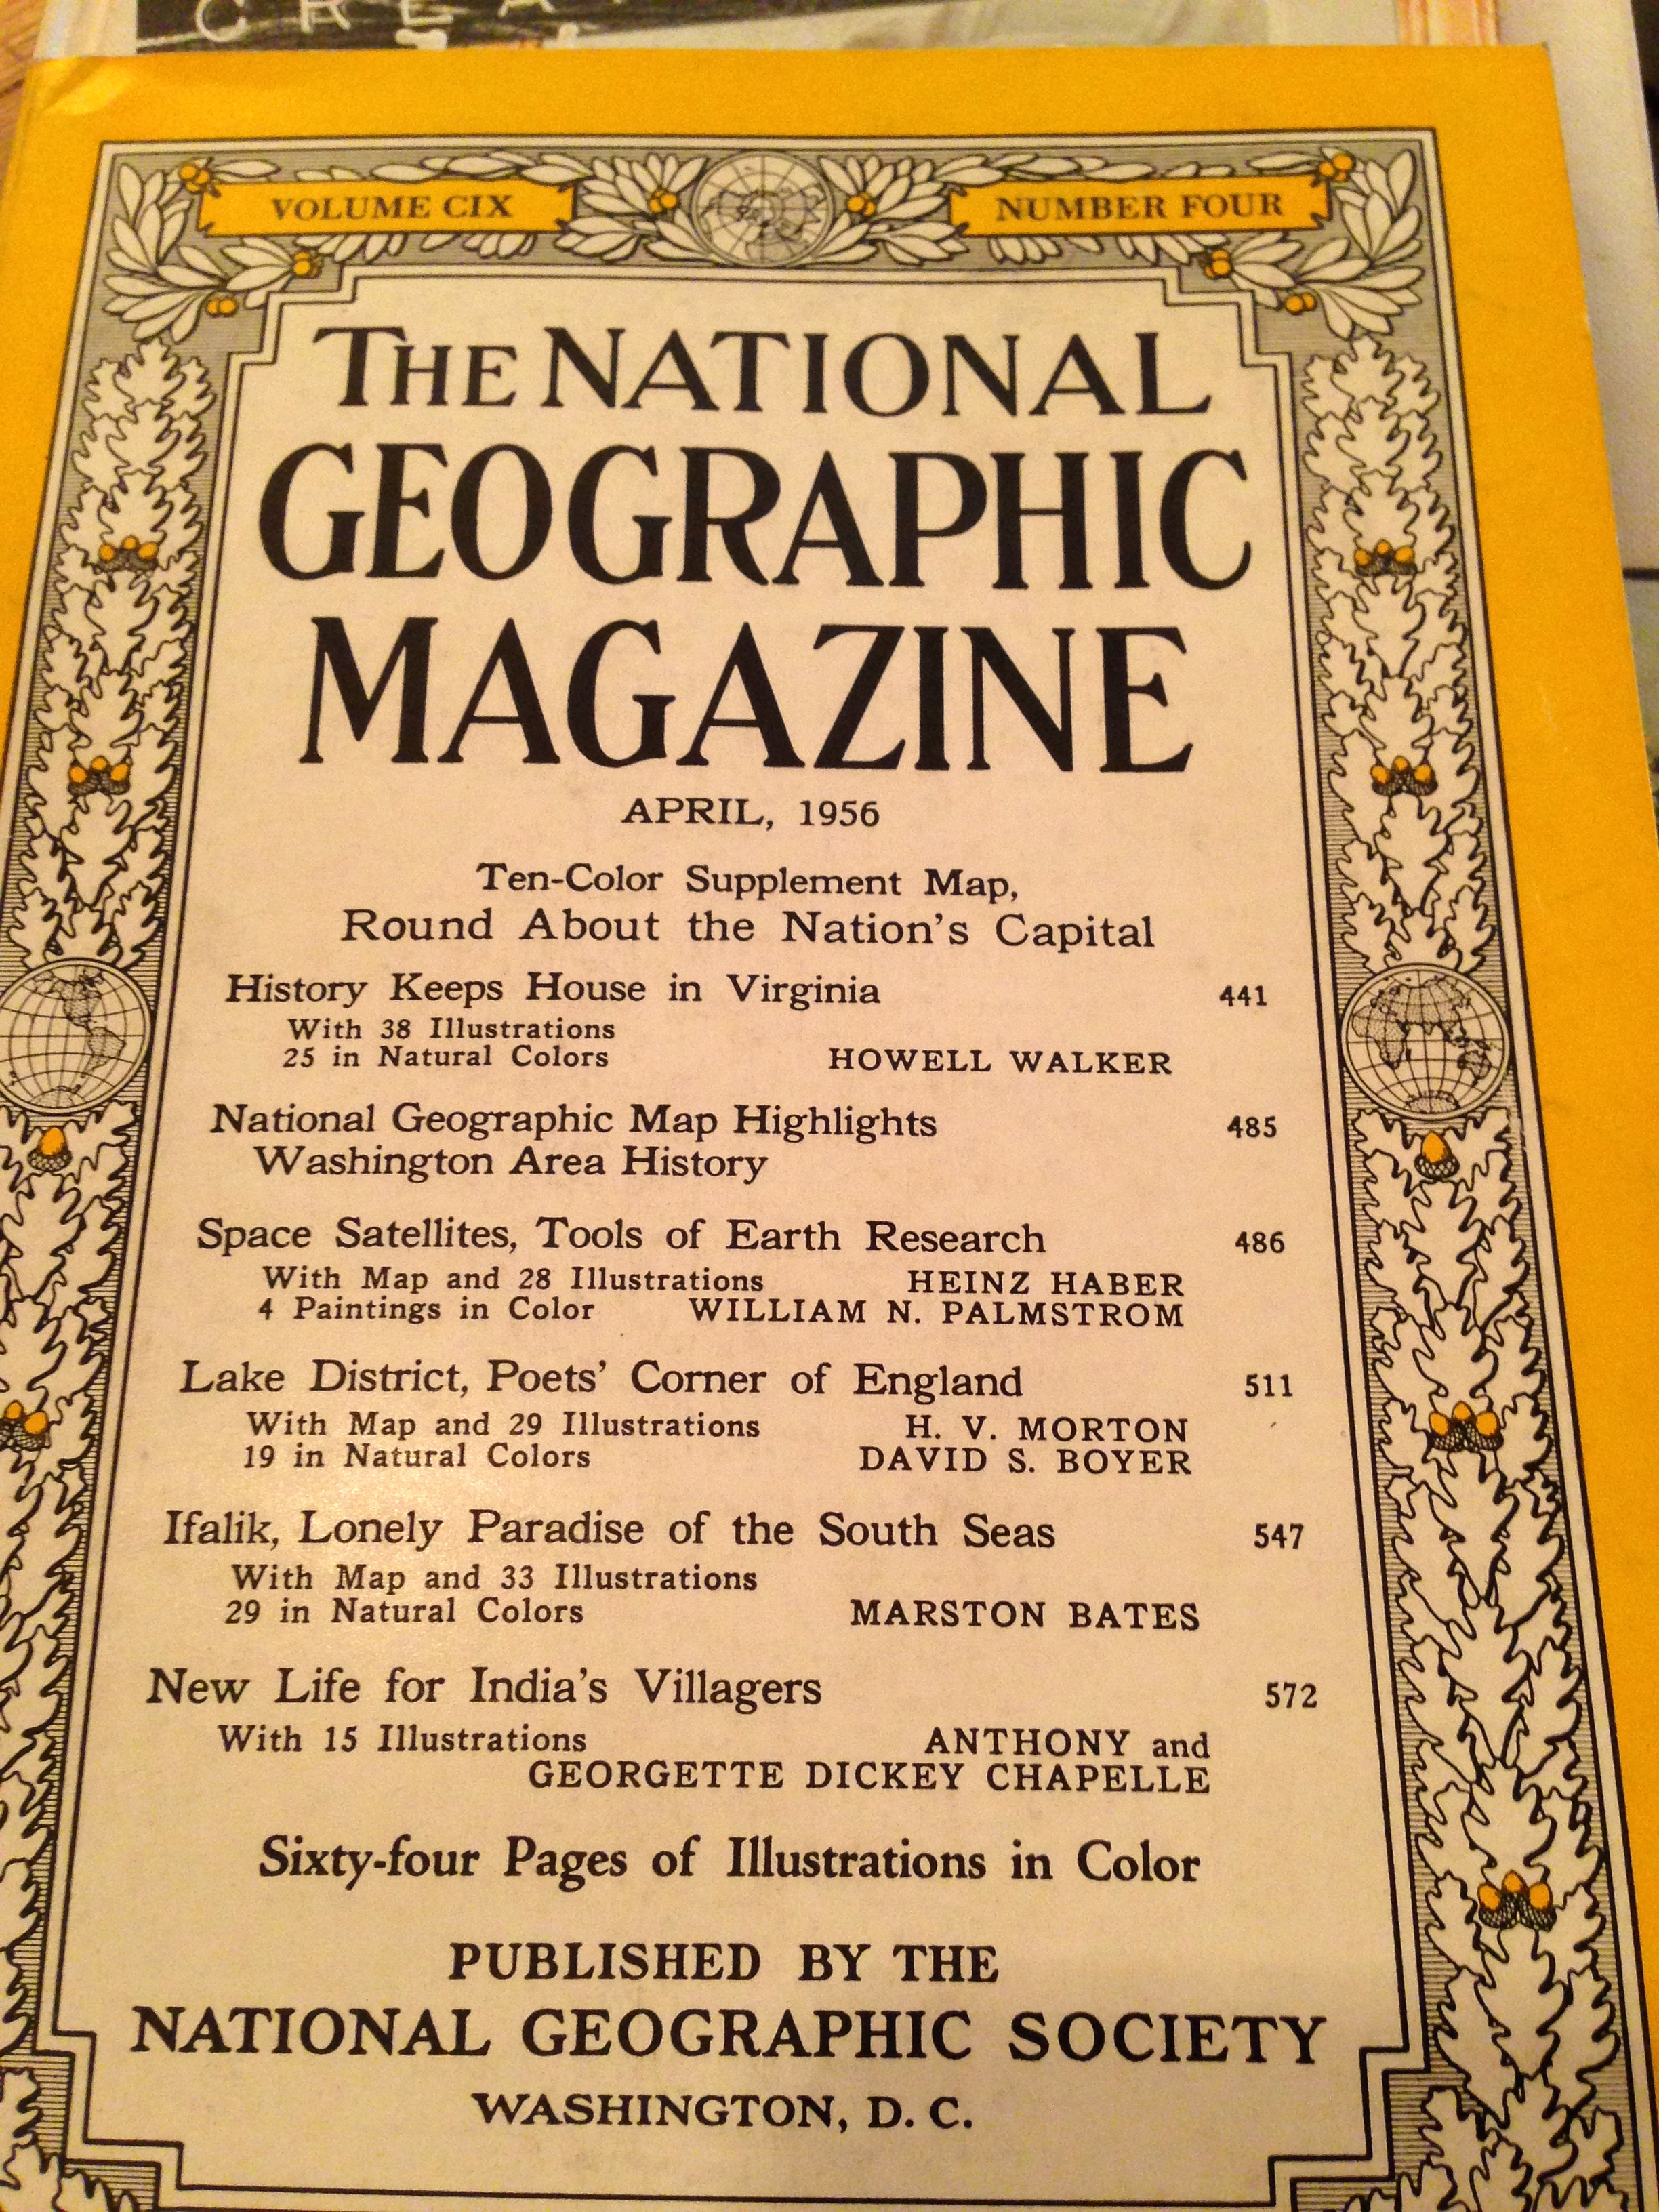 CREA
VOLUME CIX
NUMBER FOUR
THE NATIONAL
GEOGRAPHIC
MAGAZINE
APRIL, 1956
Ten-Color Supplement Map,
Round About the Nation's Capital
History Keeps House in Virginia 441
With 38 Illustrations
25 in Natural Colors HOWELL WALKER
National Geographic Map Highlights 485
Washington Area History
Space Satellites, Tools of Earth Research 486
With Map and 28 Illustrations HEINZ HABER
4 Paintings in Color WILLIAM N. PALMSTROM
Lake District, Poets' Corner of England 511
With Map and 29 Illustrations H. V. MORTON
19 in Natural Colors DAVID S. BOYER
Ifalik, Lonely Paradise of the South Seas 547
With Map and 33 Illustrations
29 in Natural Colors MARSTON BATES
New Life for India's Villagers 572
With 15 Illustrations ANTHONY and
GEORGETTE DICKEY CHAPELLE
Sixty-four Pages of Illustrations in Color
PUBLISHED BY THE
NATIONAL GEOGRAPHIC SOCIETY
WASHINGTON, D. C.